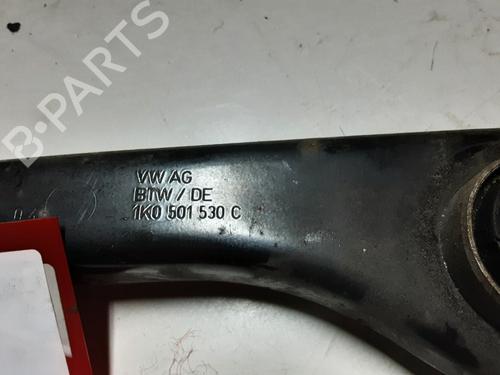 B-PARTS
VW AG
BTW / DE
1K0 501 530 C